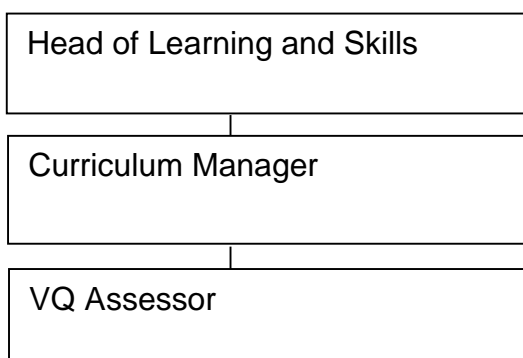 Head of Learning and Skills
Curriculum Manager
VQ Assessor